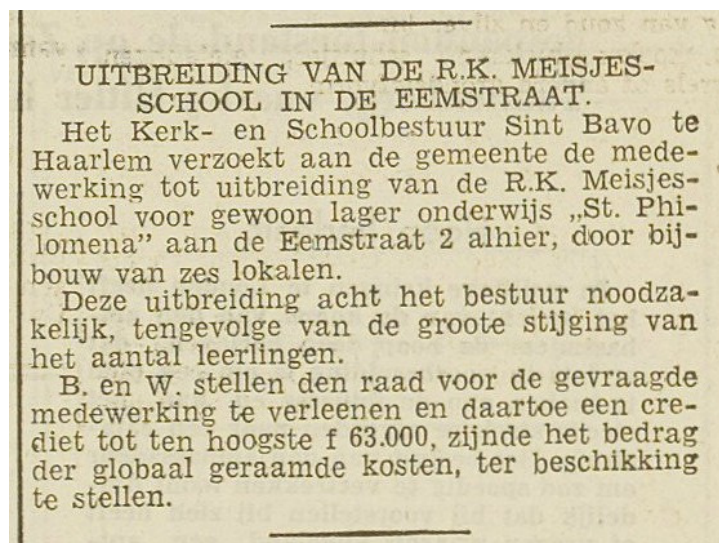 UITBREIDING VAN DE R.K. MEISJES-
SCHOOL IN DE EEMSTRAAT.
Het Kerk- en Schoolbestuur Sint Bavo te
Haarlem verzoekt aan de gemeente de mede-
werking tot uitbreiding van de R.K. Meisjes-
school voor gewoon lager onderwijs „St. Phi-
lomena” aan de Eemstraat 2 alhier, door bij-
bouw van zes lokalen.
Deze uitbreiding acht het bestuur noodza-
kelijk, tengevolge van de groote stijging van
het aantal leerlingen.
B. en W. stellen den raad voor de gevraagde
medewerking te verleenen en daartoe een cre-
diet tot ten hoogste f 63.000, zijnde het bedrag
der globaal geraamde kosten, ter beschikking
te stellen.